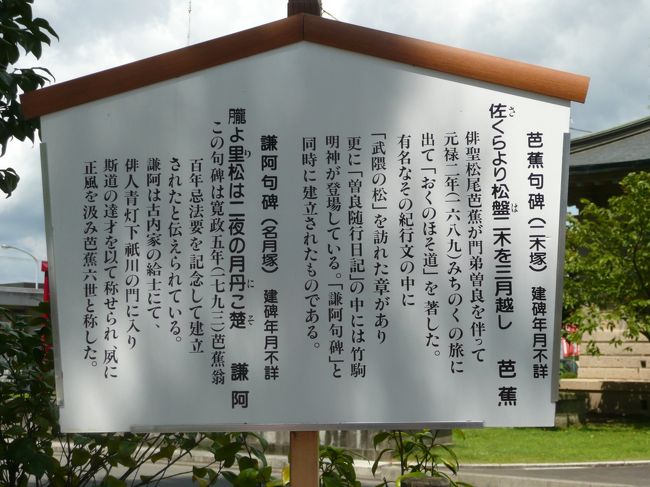 芭蕉句碑（二木塚）　建碑年月不詳
佐くらより松盤二木を三月越し　芭蕉
さ
は
俳聖松尾芭蕉が門弟曽良を伴って
元禄二年（一六八九）みちのくの旅に
出て「おくのほそ道」を著した。
有名なその紀行文の中に
「武隈の松」を訪れた章があり
更に「曽良随行日記」の中には竹駒
明神が登場している。「謙阿句碑」と
同時に建立されたものである。
謙阿句碑（名月塚）　建碑年月不詳
朧よ里松は二夜の月丹こ楚　謙阿
り
にそ
この句碑は寛政五年（一七九三）芭蕉翁
百年忌法要を記念して建立
されたと伝えられている。
謙阿は古内家の給士にて、
俳人青灯下祇川の門に入り
斯道の達才を以て称せられ夙に
正風を汲み芭蕉六世と称した。